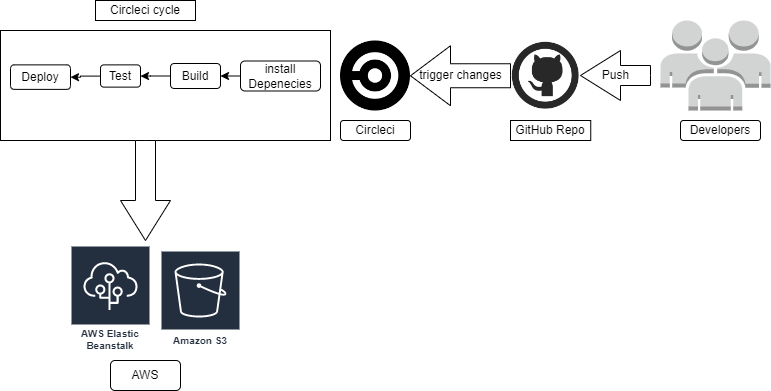 Circleci cycle
Deploy
Test
Build
install
Depenecies
trigger changes
Push
Circleci
GitHub Repo
Developers
AWS Elastic
Beanstalk
Amazon S3
AWS